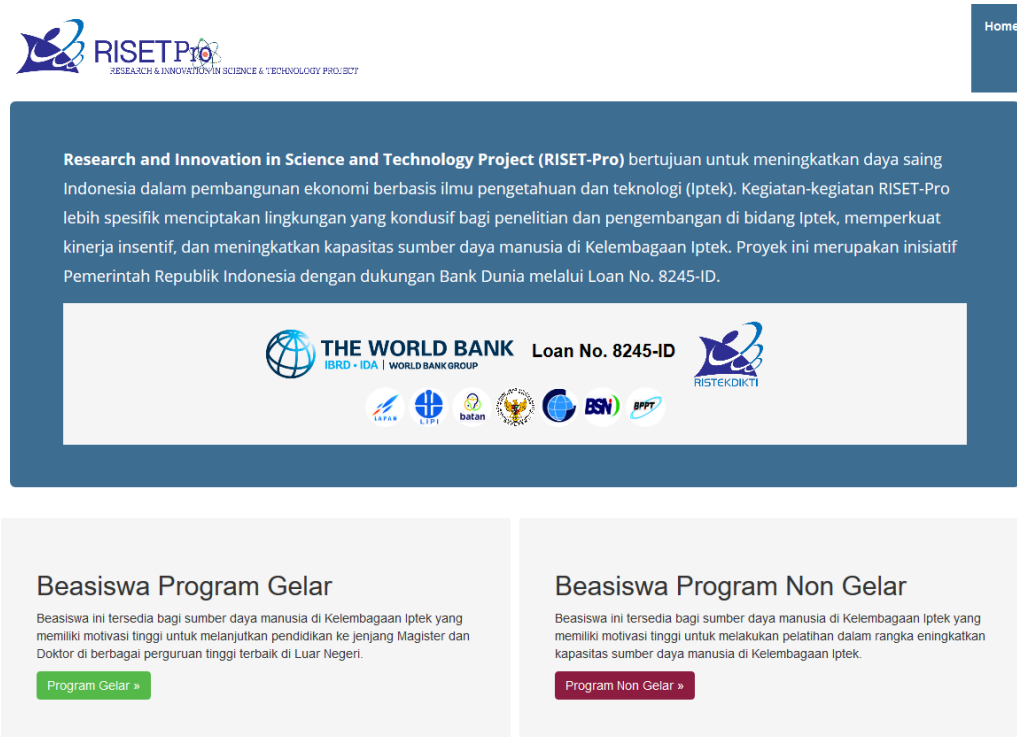 Home
RISETPro
RESEARCH & INNOVATION IN SCIENCE & TECHNOLOGY PROJECT
Research and Innovation in Science and Technology Project (RISET-Pro) bertujuan untuk meningkatkan daya saing
Indonesia dalam pembangunan ekonomi berbasis ilmu pengetahuan dan teknologi (Iptek). Kegiatan-kegiatan RISET-Pro
lebih spesifik menciptakan lingkungan yang kondusif bagi penelitian dan pengembangan di bidang Iptek, memperkuat
kinerja insentif, dan meningkatkan kapasitas sumber daya manusia di Kelembagaan Iptek. Proyek ini merupakan inisiatif
Pemerintah Republik Indonesia dengan dukungan Bank Dunia melalui Loan No. 8245-ID.
THE WORLD BANK
IBRD • IDA | WORLD BANK GROUP
Loan No. 8245-ID
RISTEKDIKTI
LAPAN
LIPI
batan
BSN
BPPT
Beasiswa Program Gelar
Beasiswa ini tersedia bagi sumber daya manusia di Kelembagaan Iptek yang
memiliki motivasi tinggi untuk melanjutkan pendidikan ke jenjang Magister dan
Doktor di berbagai perguruan tinggi terbaik di Luar Negeri.
Program Gelar »
Beasiswa Program Non Gelar
Beasiswa ini tersedia bagi sumber daya manusia di Kelembagaan Iptek yang
memiliki motivasi tinggi untuk melakukan pelatihan dalam rangka eningkatkan
kapasitas sumber daya manusia di Kelembagaan Iptek.
Program Non Gelar »